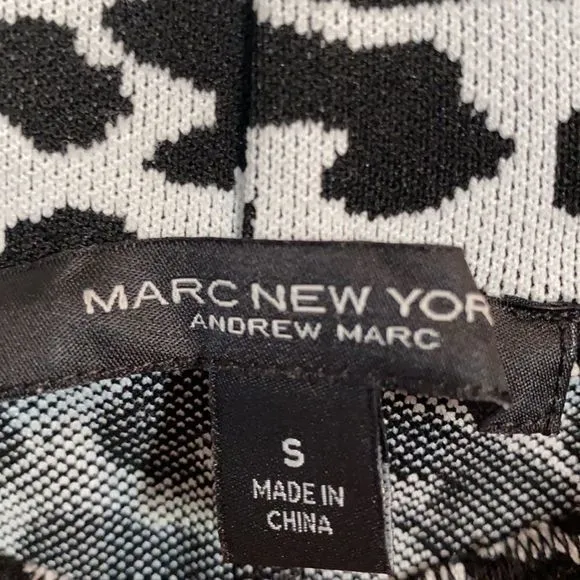 MARC NEW YOR
ANDREW MARC
S
MADE IN
CHINA